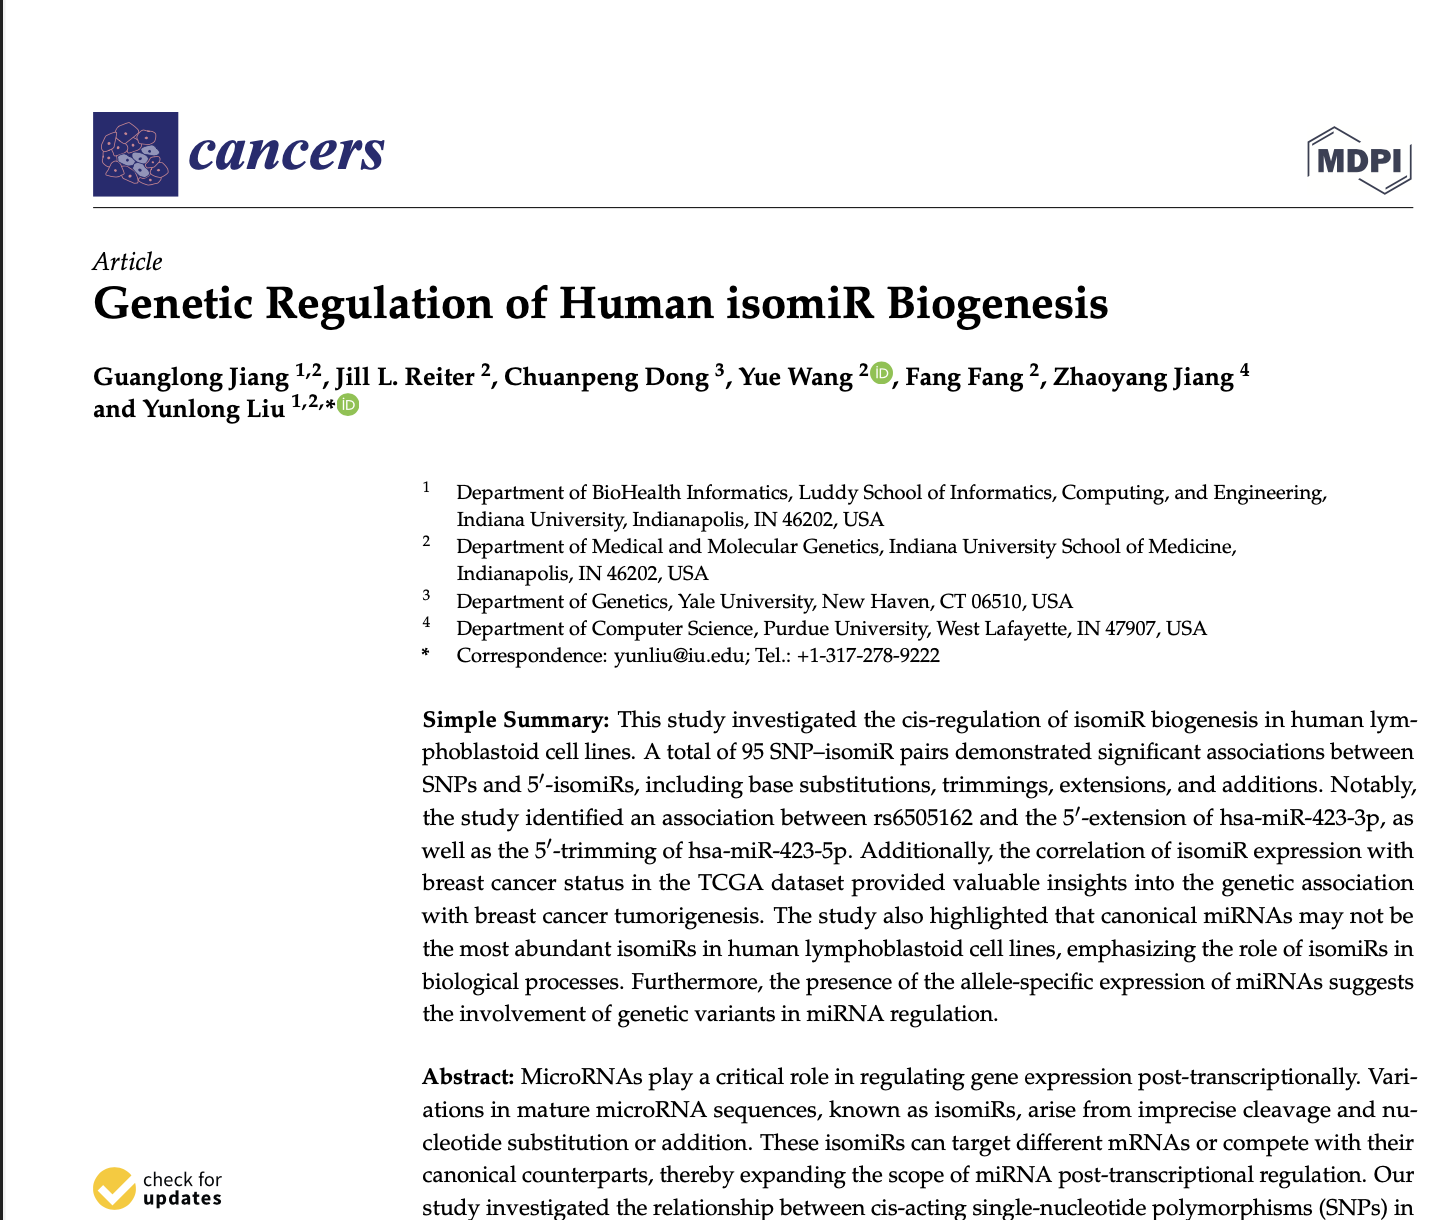 cancers
MDPI
Article
Genetic Regulation of Human isomiR Biogenesis
Guanglong Jiang 1,2, Jill L. Reiter 2, Chuanpeng Dong 3, Yue Wang 2 iD, Fang Fang 2, Zhaoyang Jiang 4
and Yunlong Liu 1,2,* iD
1 Department of BioHealth Informatics, Luddy School of Informatics, Computing, and Engineering,
Indiana University, Indianapolis, IN 46202, USA
2 Department of Medical and Molecular Genetics, Indiana University School of Medicine,
Indianapolis, IN 46202, USA
3 Department of Genetics, Yale University, New Haven, CT 06510, USA
4 Department of Computer Science, Purdue University, West Lafayette, IN 47907, USA
* Correspondence: yunliu@iu.edu; Tel.: +1-317-278-9222
Simple Summary: This study investigated the cis-regulation of isomiR biogenesis in human lym-
phoblastoid cell lines. A total of 95 SNP–isomiR pairs demonstrated significant associations between
SNPs and 5′-isomiRs, including base substitutions, trimmings, extensions, and additions. Notably,
the study identified an association between rs6505162 and the 5′-extension of hsa-miR-423-3p, as
well as the 5′-trimming of hsa-miR-423-5p. Additionally, the correlation of isomiR expression with
breast cancer status in the TCGA dataset provided valuable insights into the genetic association
with breast cancer tumorigenesis. The study also highlighted that canonical miRNAs may not be
the most abundant isomiRs in human lymphoblastoid cell lines, emphasizing the role of isomiRs in
biological processes. Furthermore, the presence of the allele-specific expression of miRNAs suggests
the involvement of genetic variants in miRNA regulation.
Abstract: MicroRNAs play a critical role in regulating gene expression post-transcriptionally. Vari-
ations in mature microRNA sequences, known as isomiRs, arise from imprecise cleavage and nu-
cleotide substitution or addition. These isomiRs can target different mRNAs or compete with their
canonical counterparts, thereby expanding the scope of miRNA post-transcriptional regulation. Our
study investigated the relationship between cis-acting single-nucleotide polymorphisms (SNPs) in
check for
updates